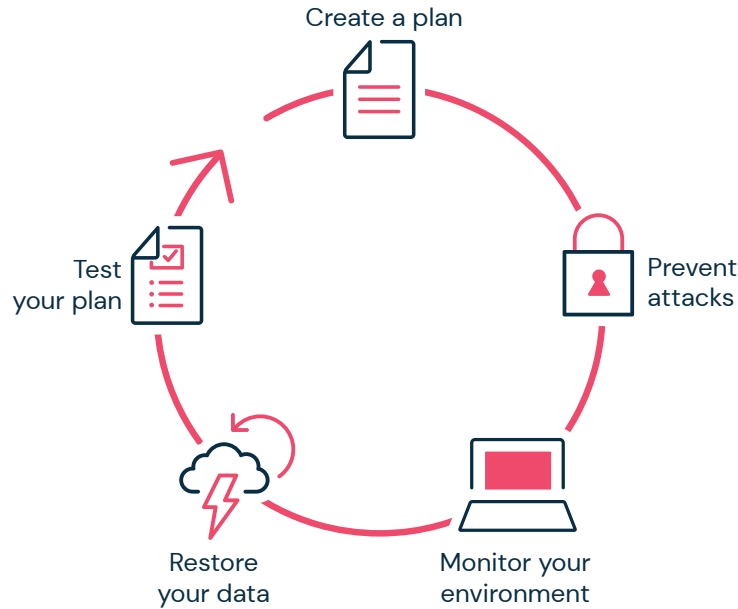 Create a plan
Prevent
attacks
Monitor your
environment
Restore
your data
Test
your plan